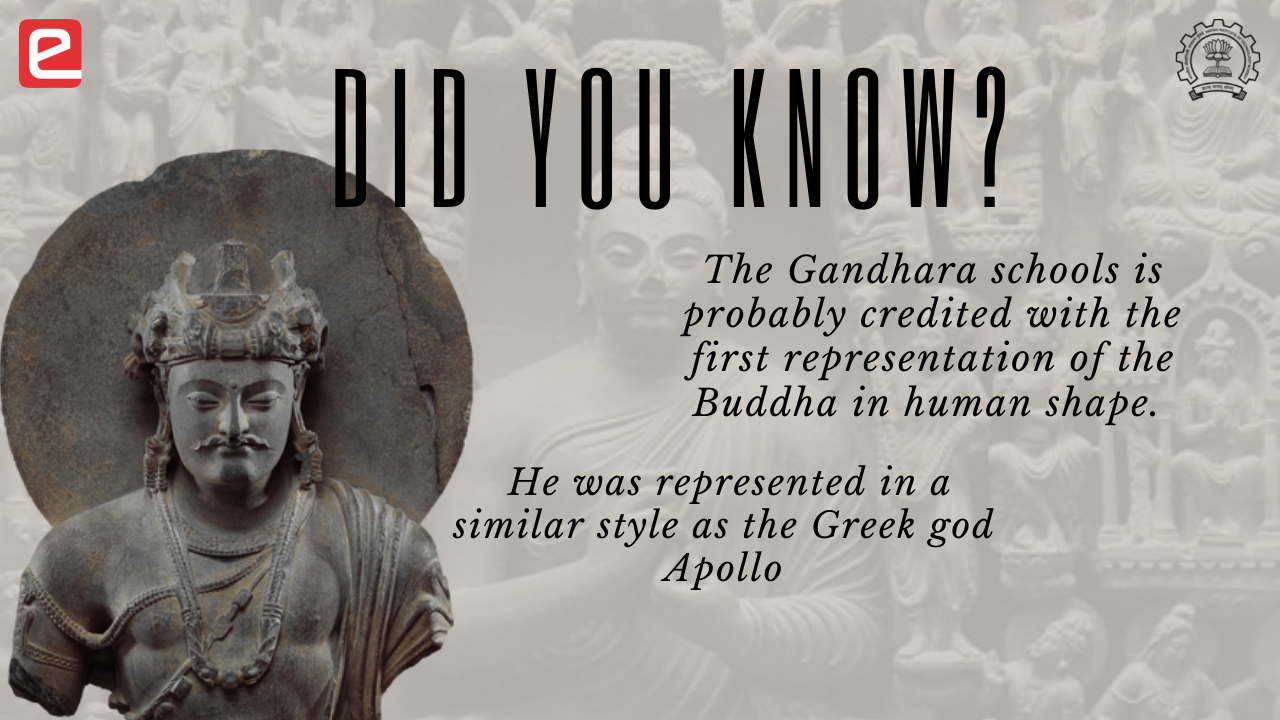 e
DID YOU KNOW?
The Gandhara schools is
probably credited with the
first representation of the
Buddha in human shape.
He was represented in a
similar style as the Greek god
Apollo